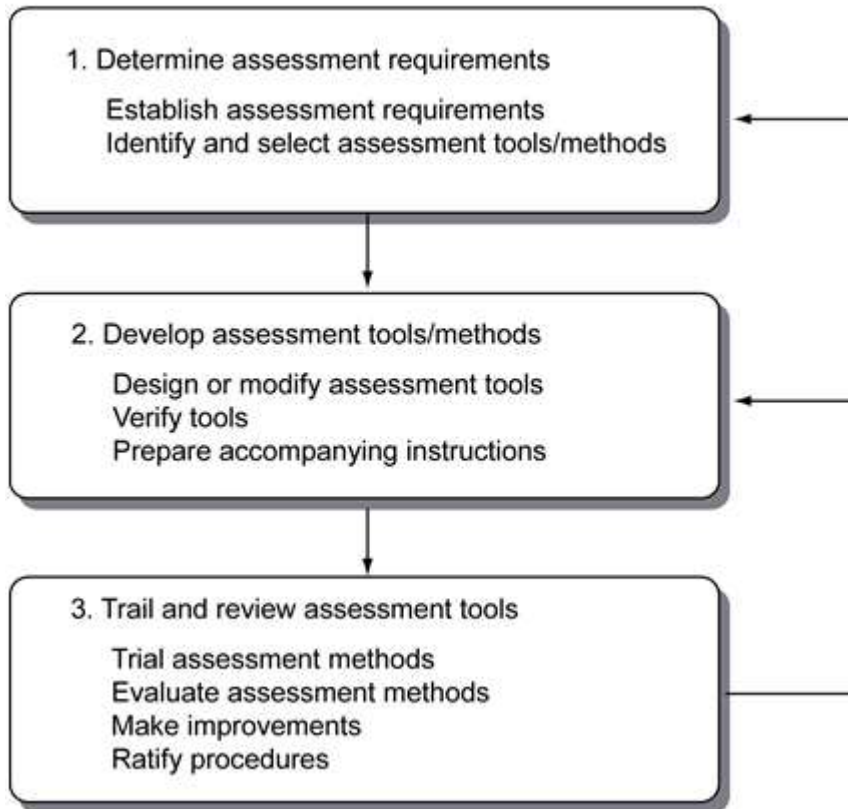 1. Determine assessment requirements
Establish assessment requirements
Identify and select assessment tools/methods
2. Develop assessment tools/methods
Design or modify assessment tools
Verify tools
Prepare accompanying instructions
3. Trail and review assessment tools
Trial assessment methods
Evaluate assessment methods
Make improvements
Ratify procedures